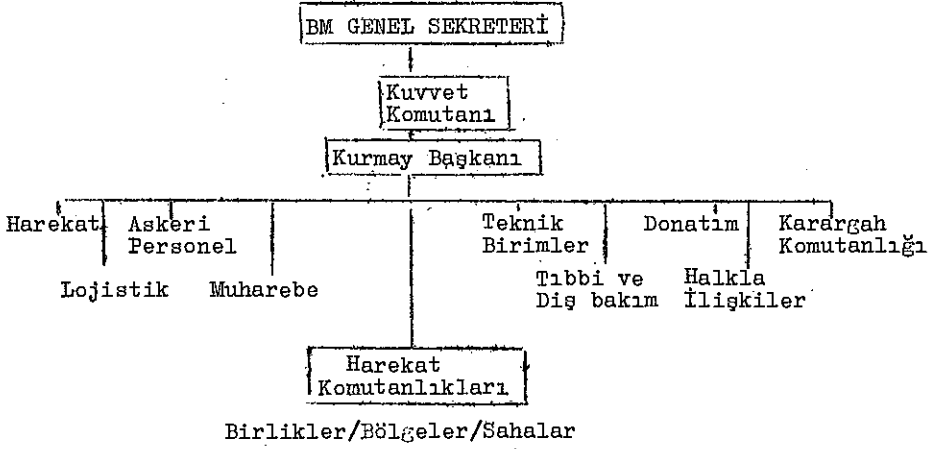 BM GENEL SEKRETERİ
Kuvvet
Komutanı
Kurmay Başkanı
Harekat
Askeri
Personel
Teknik
Birimler
Donatım
Karargah
Komutanlığı
Lojistik
Muharebe
Tıbbi ve
Diş bakım
Halkla
İlişkiler
Harekat
Komutanlıkları
Birlikler/Bölgeler/Sahalar